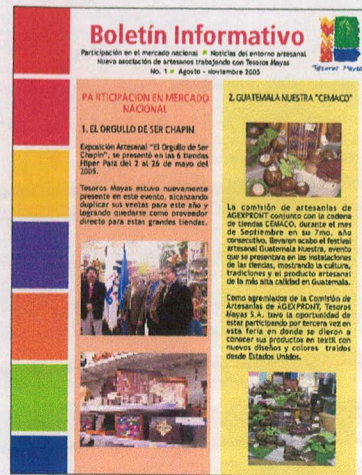 Boletín Informativo
Participación en el mercado nacional Noticias del entorno artesanal
Nueva asociación de artesanos trabajando con Tesoros Mayas
No. 1 Agosto - Noviembre 2005
Tesoros Mayas
PARTICIPACION EN MERCADO
NACIONAL
1. EL ORGULLO DE SER CHAPIN
Exposición Artesanal "El Orgullo de Ser
Chapin", se presentó en las 6 tiendas
Hiper Paiz del 2 al 26 de mayo del
2005.
Tesoros Mayas estuvo nuevamente
presente en este evento, alcanzando
duplicar sus ventas para este año y
logrando quedarse como proveedor
directo para estas grandes tiendas.
2. GUATEMALA NUESTRA "CEMACO"
La comisión de artesanías de
AGEXPRONT conjunto con la cadena
de tiendas CEMACO, durante el mes
de Septiembre en su 7mo. año
consecutivo, llevaron acabo el festival
artesanal Guatemala Nuestra, evento
que se presentara en las instalaciones
de las tiendas, mostrando la cultura,
tradiciones y el producto artesanal
de la más alta calidad en Guatemala.
Como agremiados de la Comisión de
Artesanías de AGEXPRONT, Tesoros
Mayas S.A. tuvo la oportunidad de
estar participando por tercera vez en
esta feria en donde se dieron a
conocer sus productos en textil con
nuevos diseños y colores traídos
desde Estados Unidos.